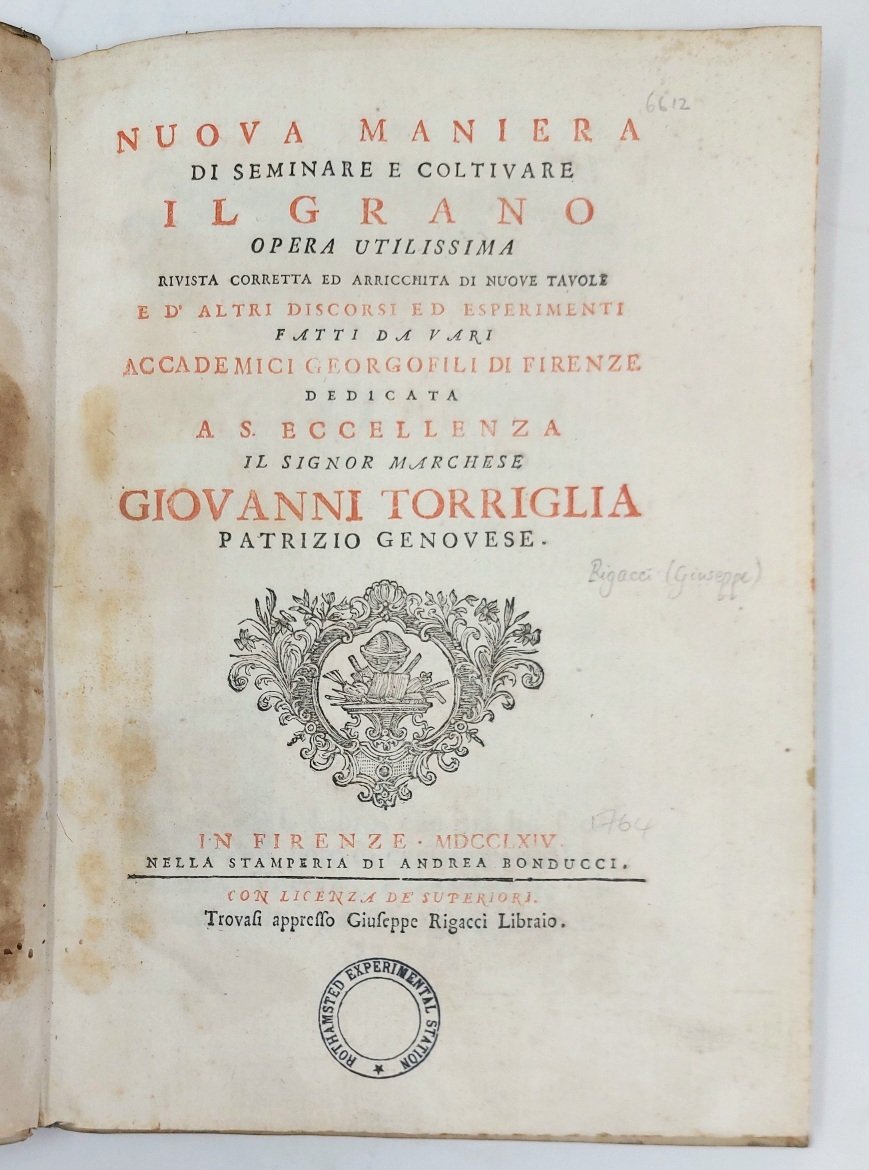 6612
NUOVA MANIERA
DI SEMINARE E COLTIVARE
IL GRANO
OPERA UTILISSIMA
RIVISTA CORRETTA ED ARRICCHITA DI NUOVE TAVOLE
E D' ALTRI DISCORSI ED ESPERIMENTI
FATTI DA VARI
ACCADEMICI GEORGOFILI DI FIRENZE
DEDICATA
A S. ECCELLENZA
IL SIGNOR MARCHESE
GIOVANNI TORRIGLIA
PATRIZIO GENOVESE.
Rigacci (Giuseppe)
1764
IN FIRENZE · MDCCLXIV.
NELLA STAMPERIA DI ANDREA BONDUCCI.
CON LICENZA DE' SUPERIORI.
Trovaſi appreſſo Giuſeppe Rigacci Libraio.
ROTHAMSTED EXPERIMENTAL STATION